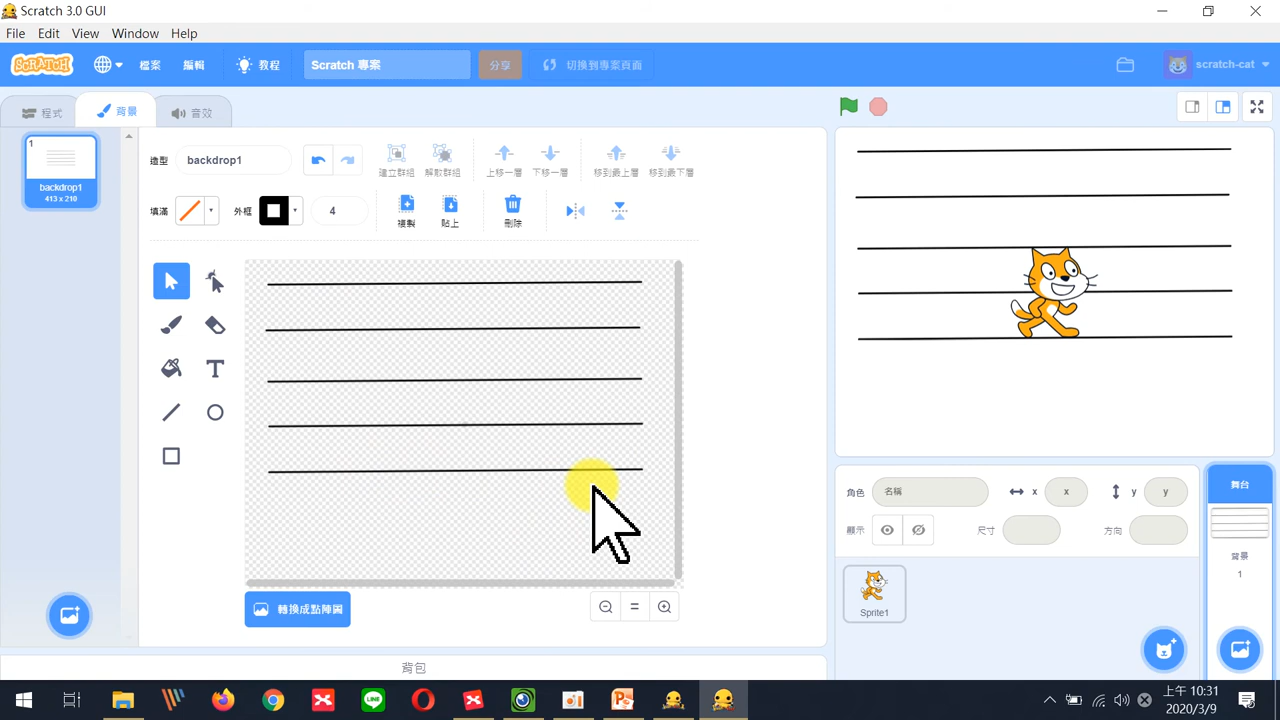 Scratch 3.0 GUI
File Edit View Window Help
SCRATCH 檔案 編輯 教程 Scratch 專案 分享 切換到專案頁面 scratch-cat
程式 背景 音效
1
backdrop1
413 x 210
造型 backdrop1 建立群組 解散群組 上移一層 下移一層 移到最上層 移到最下層
填滿 外框 4 複製 貼上 刪除
轉換成點陣圖
背包
角色 名稱 x x y y
顯示 尺寸 方向
Sprite1
舞台
背景
1
上午 10:31
2020/3/9